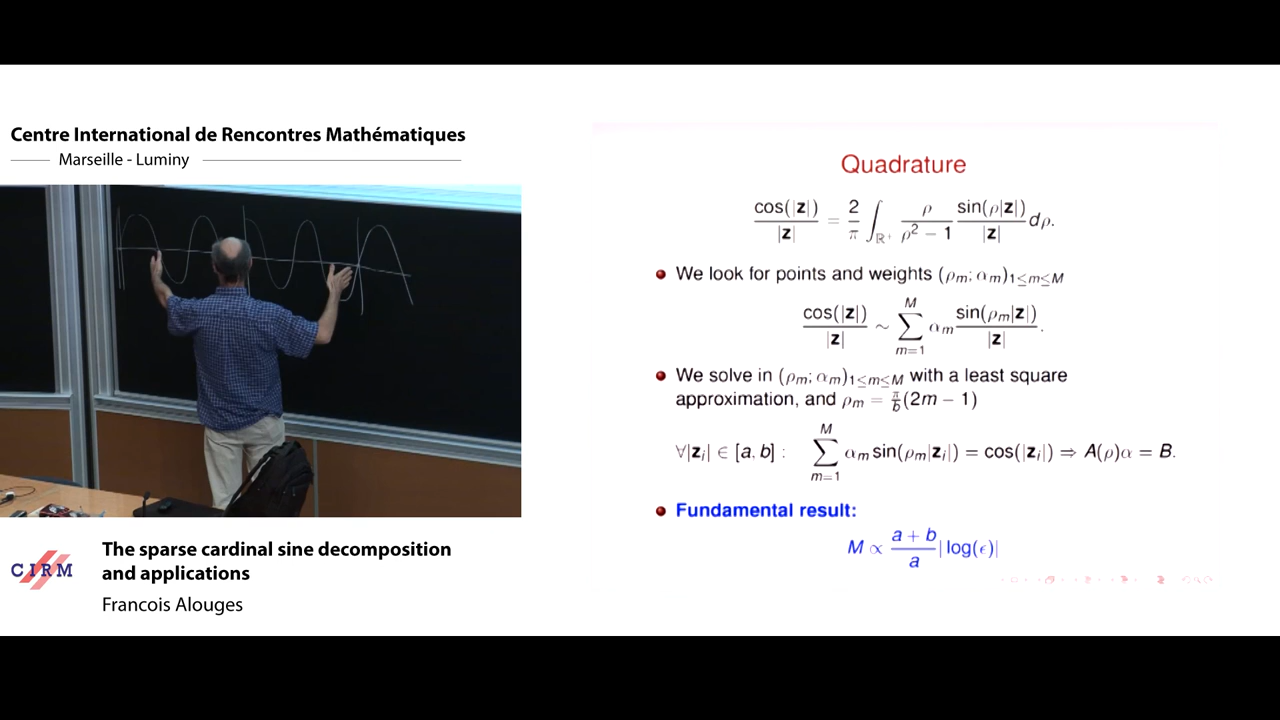 Centre International de Rencontres Mathématiques
Marseille - Luminy
The sparse cardinal sine decomposition
and applications
Francois Alouges
CIRM
Quadrature
cos(|z|)/|z| = 2/π ∫_{ℝ⁺} ρ/(ρ² − 1) sin(ρ|z|)/|z| dρ.
We look for points and weights (ρ_m; α_m)_{1≤m≤M}
cos(|z|)/|z| ∼ ∑_{m=1}^{M} α_m sin(ρ_m|z|)/|z|.
We solve in (ρ_m; α_m)_{1≤m≤M} with a least square
approximation, and ρ_m = π/b (2m − 1)
∀|z_i| ∈ [a, b] : ∑_{m=1}^{M} α_m sin(ρ_m|z_i|) = cos(|z_i|) ⇒ A(ρ)α = B.
Fundamental result:
M ∝ (a + b)/a |log(ϵ)|